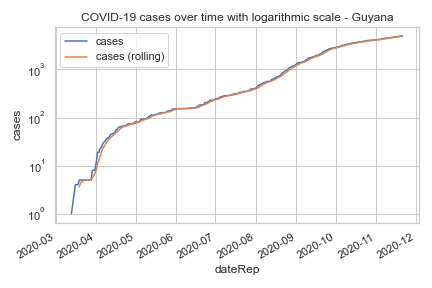 COVID-19 cases over time with logarithmic scale - Guyana
cases
cases (rolling)
cases
10³
10²
10¹
10⁰
2020-03
2020-04
2020-05
2020-06
2020-07
2020-08
2020-09
2020-10
2020-11
2020-12
dateRep